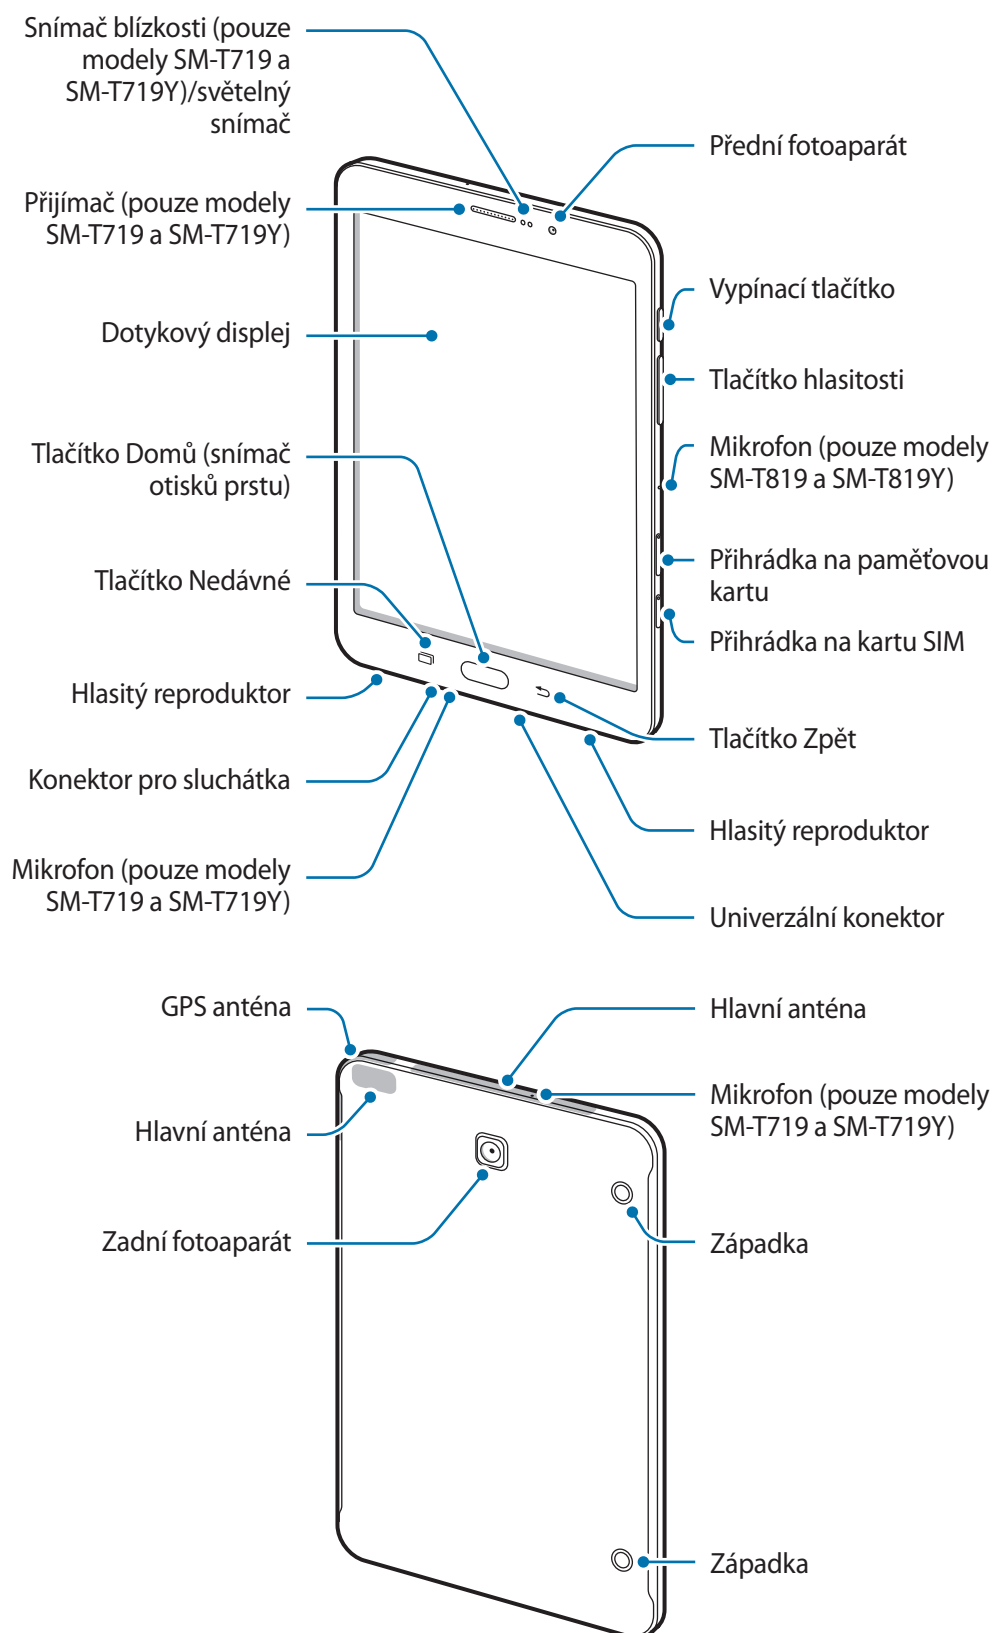 Snímač blízkosti (pouze
modely SM-T719 a
SM-T719Y)/světelný
snímač
Přijímač (pouze modely
SM-T719 a SM-T719Y)
Dotykový displej
Tlačítko Domů (snímač
otisků prstu)
Tlačítko Nedávné
Hlasitý reproduktor
Konektor pro sluchátka
Mikrofon (pouze modely
SM-T719 a SM-T719Y)
Přední fotoaparát
Vypínací tlačítko
Tlačítko hlasitosti
Mikrofon (pouze modely
SM-T819 a SM-T819Y)
Přihrádka na paměťovou
kartu
Přihrádka na kartu SIM
Tlačítko Zpět
Hlasitý reproduktor
Univerzální konektor
GPS anténa
Hlavní anténa
Zadní fotoaparát
Hlavní anténa
Mikrofon (pouze modely
SM-T719 a SM-T719Y)
Západka
Západka